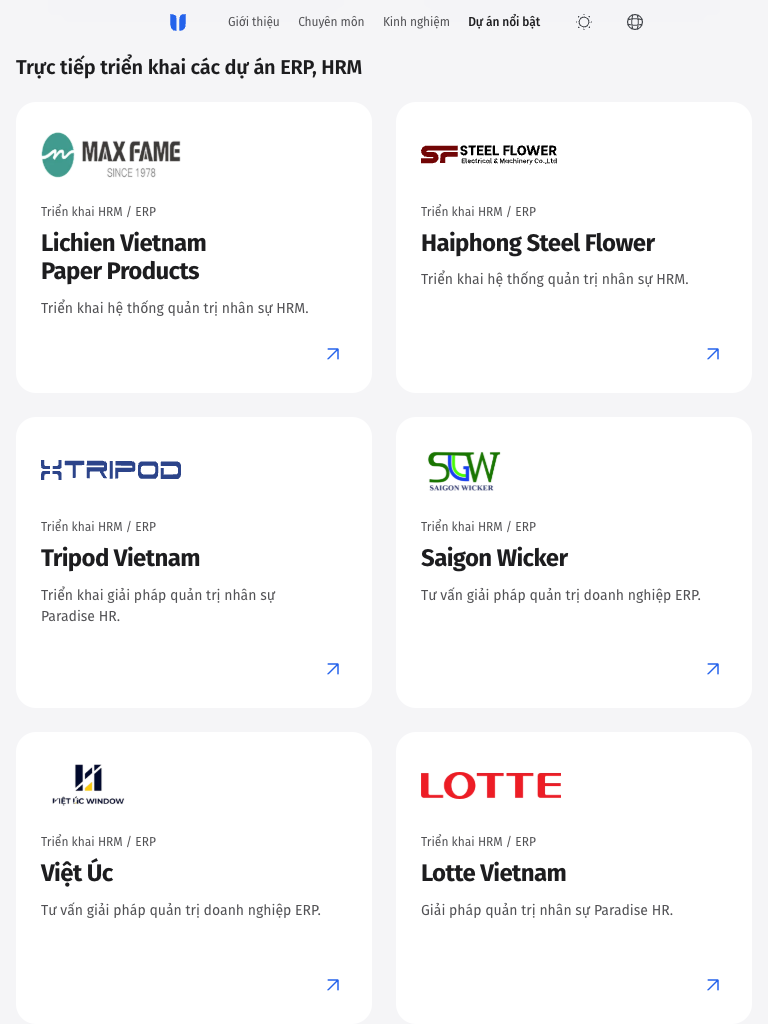 Giới thiệu Chuyên môn Kinh nghiệm Dự án nổi bật
Trực tiếp triển khai các dự án ERP, HRM
MAX FAME
SINCE 1978
Triển khai HRM / ERP
Lichien Vietnam
Paper Products
Triển khai hệ thống quản trị nhân sự HRM.
SF STEEL FLOWER
Electrical & Machinery Co.,Ltd
Triển khai HRM / ERP
Haiphong Steel Flower
Triển khai hệ thống quản trị nhân sự HRM.
TRIPOD
Triển khai HRM / ERP
Tripod Vietnam
Triển khai giải pháp quản trị nhân sự
Paradise HR.
SGW
SAIGON WICKER
Triển khai HRM / ERP
Saigon Wicker
Tư vấn giải pháp quản trị doanh nghiệp ERP.
VIỆT ÚC WINDOW
Triển khai HRM / ERP
Việt Úc
Tư vấn giải pháp quản trị doanh nghiệp ERP.
LOTTE
Triển khai HRM / ERP
Lotte Vietnam
Giải pháp quản trị nhân sự Paradise HR.